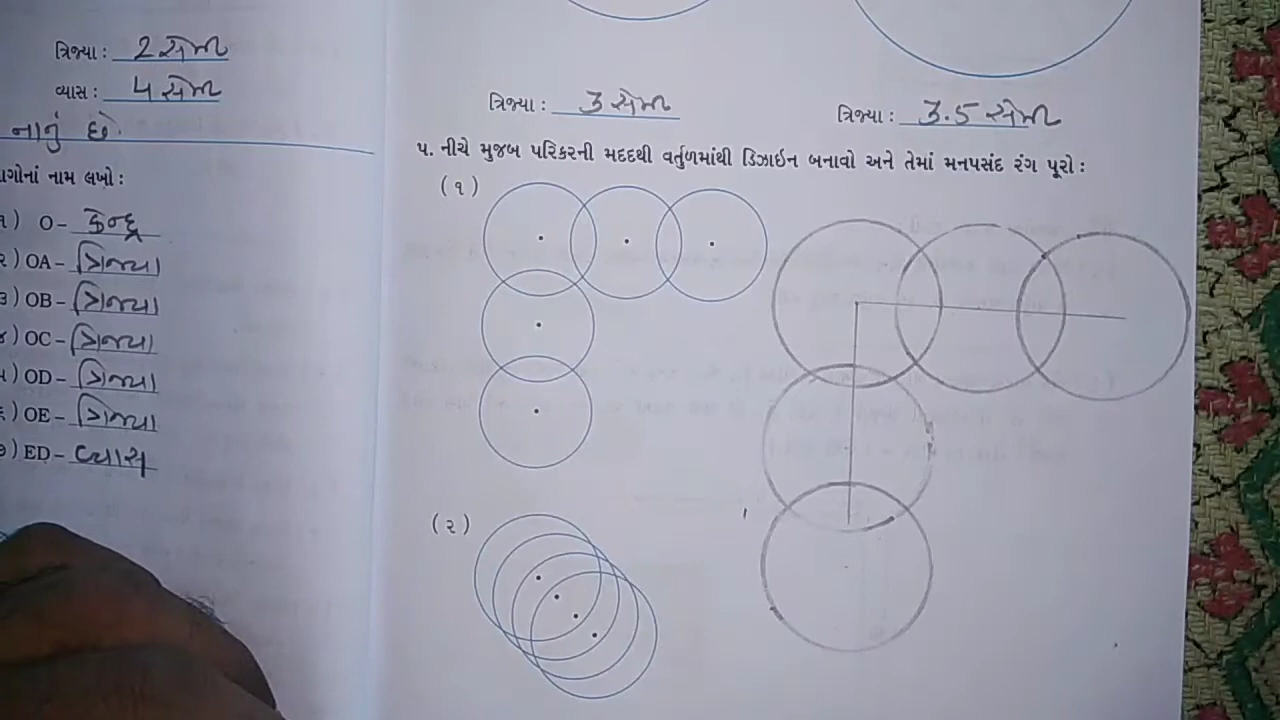 ત્રિજ્યા : 2 સેમી
વ્યાસ : 4 સેમી
નાનું છે.
ાગોનાં નામ લખો :
૧) O - કેન્દ્ર
૨) OA - ત્રિજ્યા
૩) OB - ત્રિજ્યા
૪) OC - ત્રિજ્યા
૫) OD - ત્રિજ્યા
૬) OE - ત્રિજ્યા
૭) ED - વ્યાસ
ત્રિજ્યા : 3 સેમી
ત્રિજ્યા : 3.5 સેમી
૫. નીચે મુજબ પરિકરની મદદથી વર્તુળમાંથી ડિઝાઇન બનાવો અને તેમાં મનપસંદ રંગ પૂરો :
(૧)
(૨)